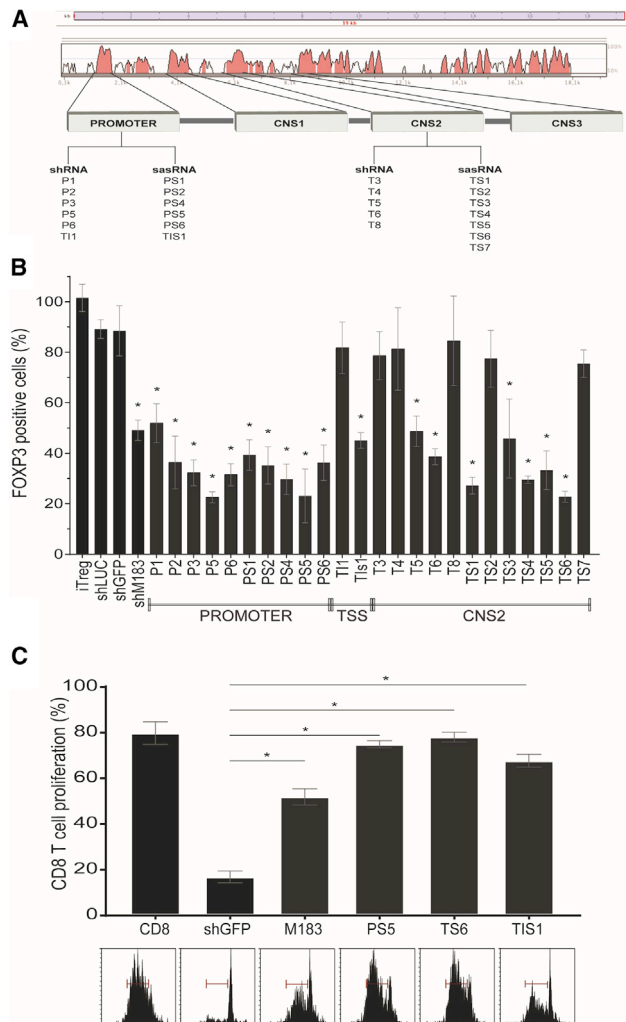 A
19 kb
PROMOTER CNS1 CNS2 CNS3
shRNA sasRNA shRNA sasRNA
P1 PS1 T3 TS1
P2 PS2 T4 TS2
P3 PS4 T5 TS3
P5 PS5 T6 TS4
P6 PS6 T8 TS5
TI1 TIS1 TS6
TS7
B
FOXP3 positive cells (%)
100
80
60
40
20
0
* * * * * * * * * * * * * * * * * * *
iTreg shLUC shGFP shM183 P1 P2 P3 P5 P6 PS1 PS2 PS4 PS5 PS6 TI1 TIs1 T3 T4 T5 T6 T8 TS1 TS2 TS3 TS4 TS5 TS6 TS7
PROMOTER TSS CNS2
C
CD8 T cell proliferation (%)
100
80
60
40
20
0
*
*
*
*
CD8 shGFP M183 PS5 TS6 TIS1